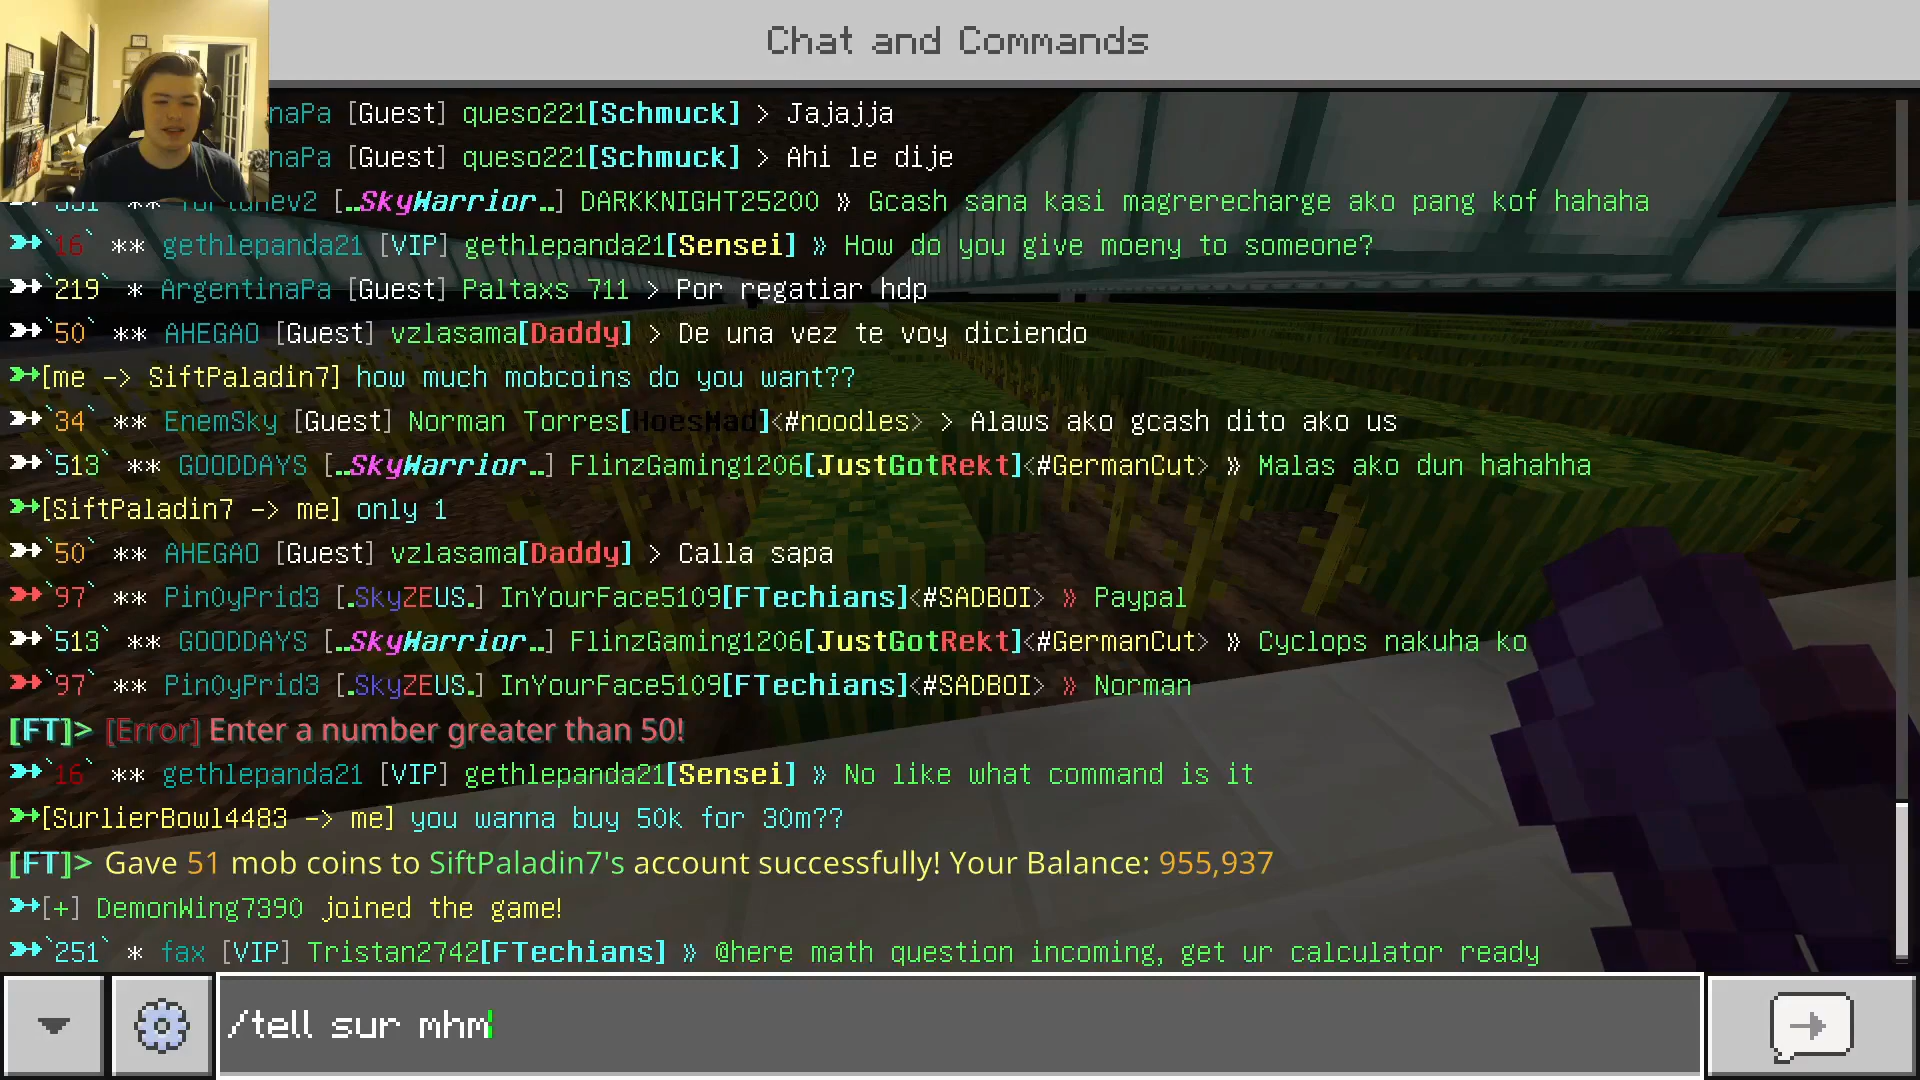 Chat and Commands
naPa [Guest] queso221[Schmuck] > Jajajja
naPa [Guest] queso221[Schmuck] > Ahi le dije
** [..SkyWarrior..] DARKKNIGHT25200 » Gcash sana kasi magrerecharge ako pang kof hahaha
`16` ** gethlepanda21 [VIP] gethlepanda21[Sensei] » How do you give moeny to someone?
`219` * ArgentinaPa [Guest] Paltaxs 711 > Por regatiar hdp
`50` ** AHEGAO [Guest] vzlasama[Daddy] > De una vez te voy diciendo
[me -> SiftPaladin7] how much mobcoins do you want??
`34` ** EnemSky [Guest] Norman Torres[HoesMad]<#noodles> > Alaws ako gcash dito ako us
`513` ** GOODDAYS [..SkyWarrior..] FlinzGaming1206[JustGotRekt]<#GermanCut> » Malas ako dun hahahha
[SiftPaladin7 -> me] only 1
`50` ** AHEGAO [Guest] vzlasama[Daddy] > Calla sapa
`97` ** PinOyPrid3 [.SkyZEUS.] InYourFace5109[FTechians]<#SADBOI> » Paypal
`513` ** GOODDAYS [..SkyWarrior..] FlinzGaming1206[JustGotRekt]<#GermanCut> » Cyclops nakuha ko
`97` ** PinOyPrid3 [.SkyZEUS.] InYourFace5109[FTechians]<#SADBOI> » Norman
[FT]> [Error] Enter a number greater than 50!
`16` ** gethlepanda21 [VIP] gethlepanda21[Sensei] » No like what command is it
[SurlierBowl4483 -> me] you wanna buy 50k for 30m??
[FT]> Gave 51 mob coins to SiftPaladin7's account successfully! Your Balance: 955,937
[+] DemonWing7390 joined the game!
`251` * fax [VIP] Tristan2742[FTechians] » @here math question incoming, get ur calculator ready
/tell sur mhm